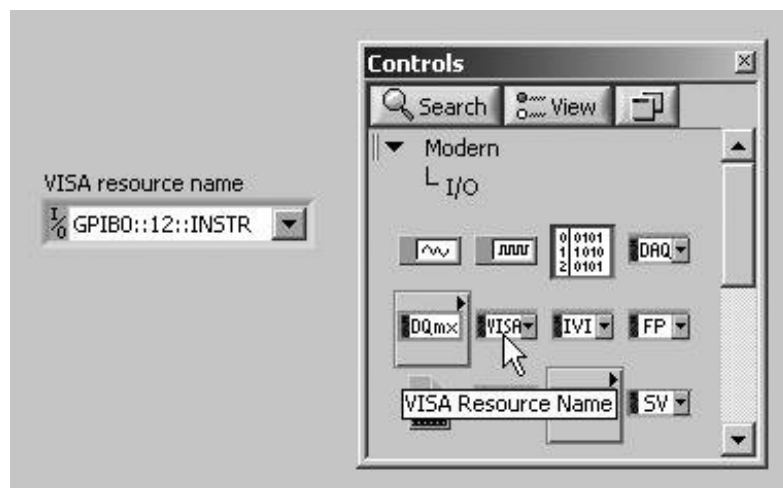 VISA resource name
I/O GPIB0::12::INSTR
Controls
Search View
Modern
I/O
0 0101
1 1010
2 0101
DAQ
DQmx VISA IVI FP
VISA Resource Name
SV